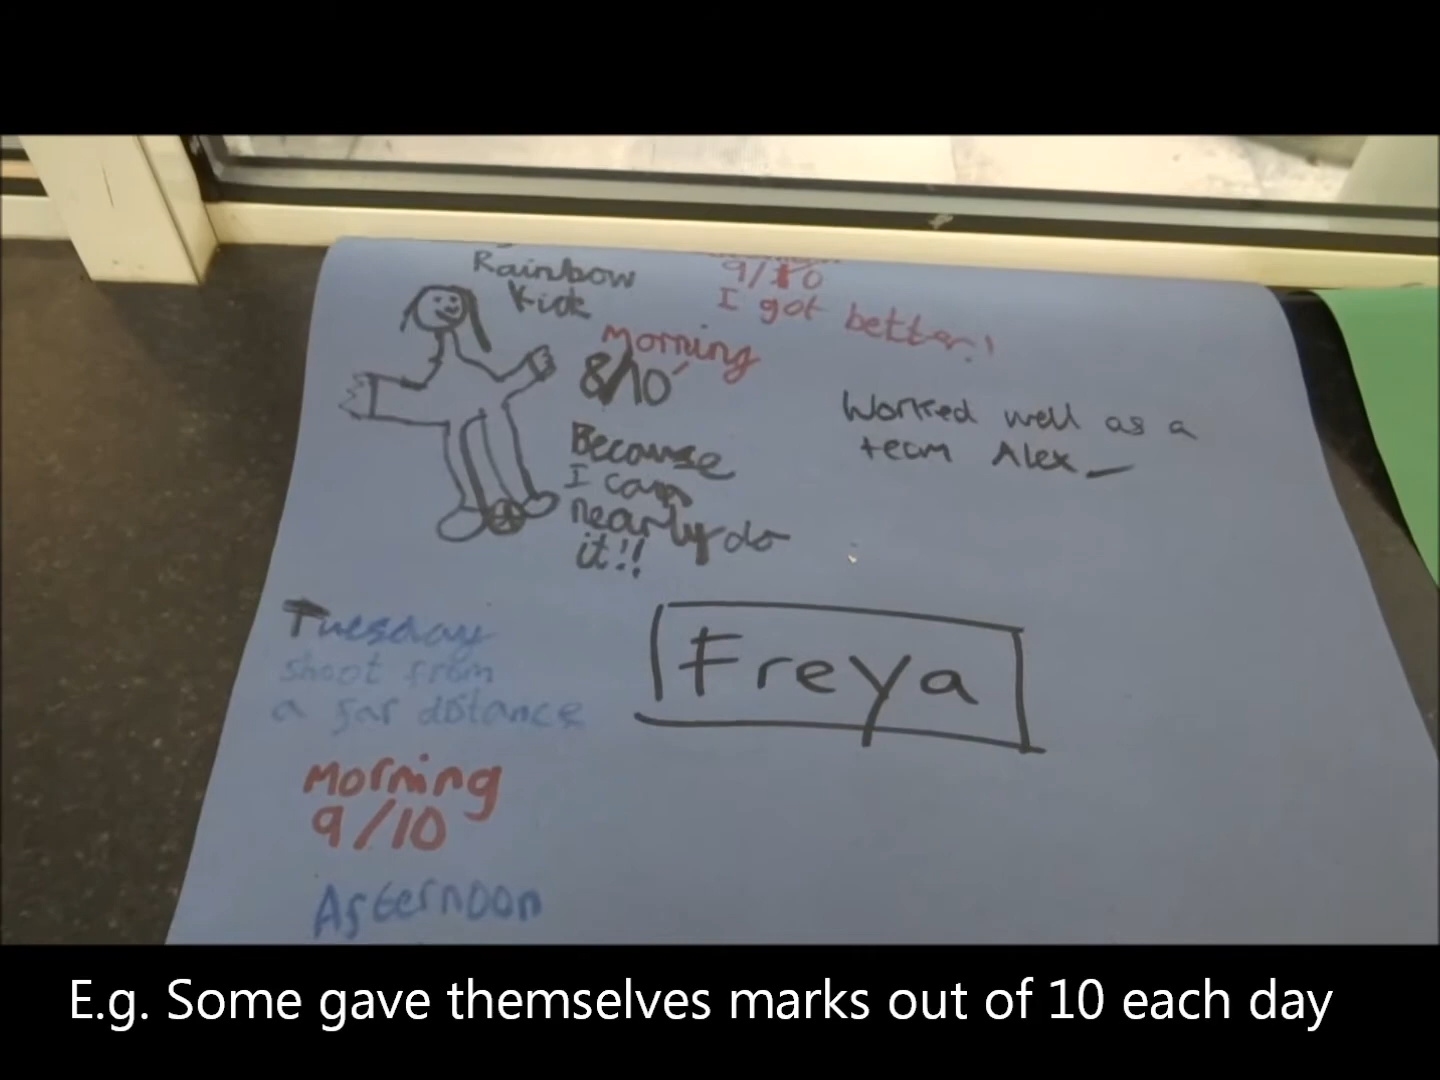 Rainbow
Kick
9/10
I got better!
Morning
8/10
Because
I can
nearly do
it!!
Worked well as a
team Alex
Tuesday
shoot from
a far distance
Freya
Morning
9/10
Afternoon
E.g. Some gave themselves marks out of 10 each day